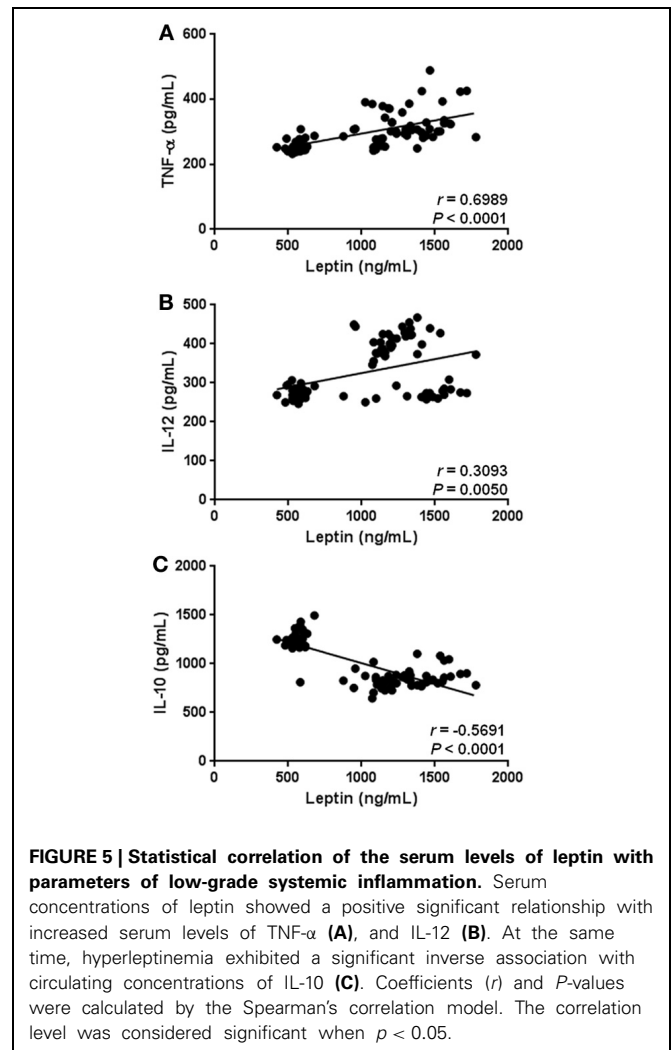 A
600
400
200
0
TNF-α (pg/mL)
r = 0.6989
P < 0.0001
0 500 1000 1500 2000
Leptin (ng/mL)
B
500
400
300
200
100
0
IL-12 (pg/mL)
r = 0.3093
P = 0.0050
0 500 1000 1500 2000
Leptin (ng/mL)
C
2000
1500
1000
500
0
IL-10 (pg/mL)
r = -0.5691
P < 0.0001
0 500 1000 1500 2000
Leptin (ng/mL)
FIGURE 5 | Statistical correlation of the serum levels of leptin with
parameters of low-grade systemic inflammation. Serum
concentrations of leptin showed a positive significant relationship with
increased serum levels of TNF-α (A), and IL-12 (B). At the same
time, hyperleptinemia exhibited a significant inverse association with
circulating concentrations of IL-10 (C). Coefficients (r) and P-values
were calculated by the Spearman's correlation model. The correlation
level was considered significant when p < 0.05.